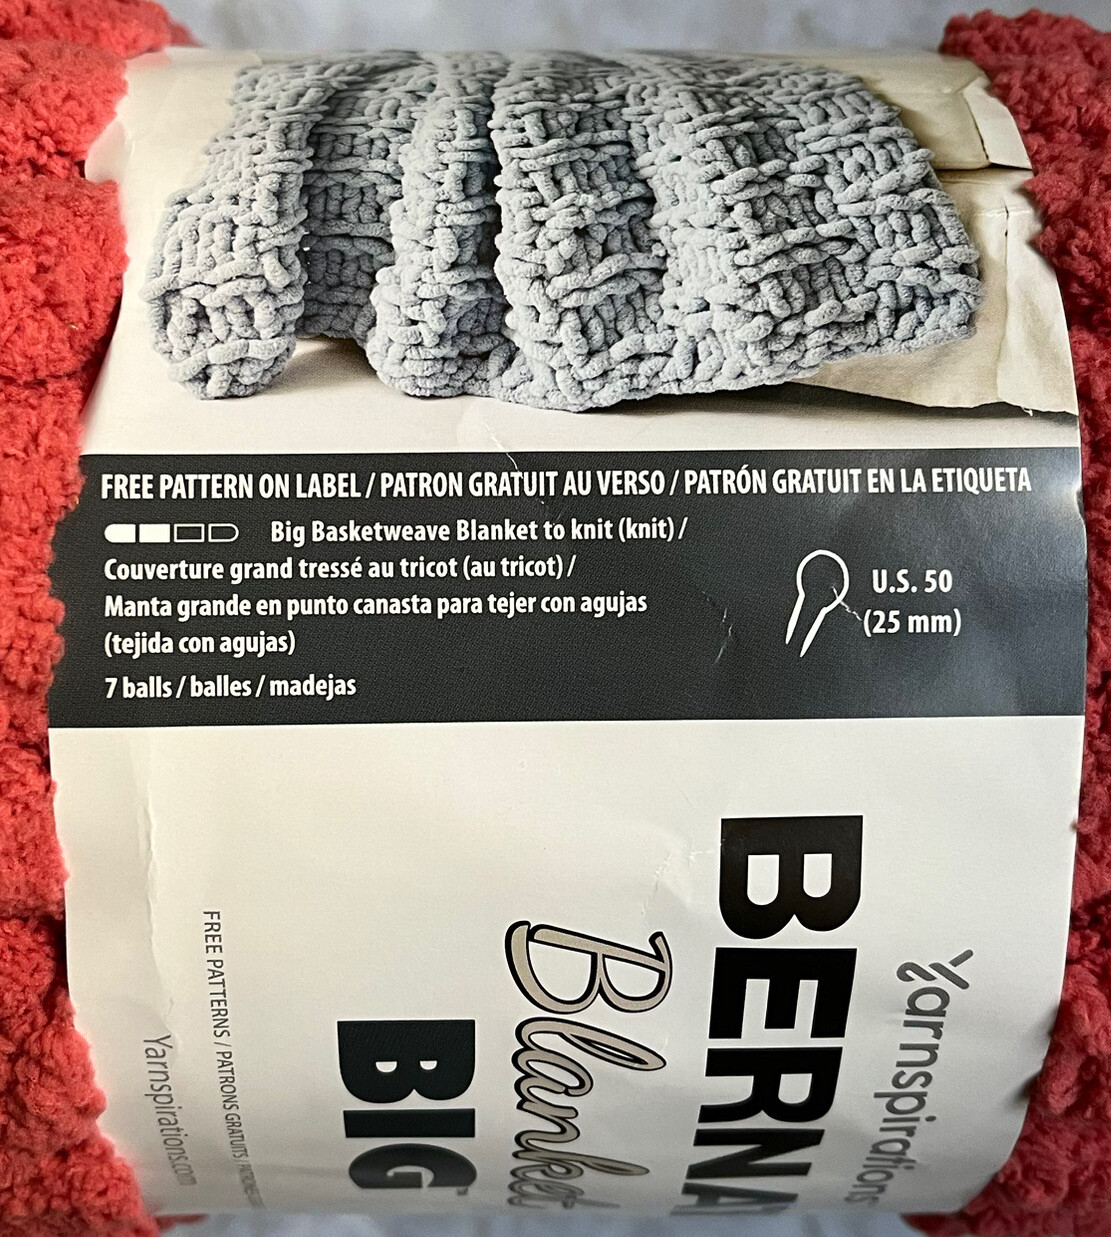 FREE PATTERN ON LABEL / PATRON GRATUIT AU VERSO / PATRÓN GRATUIT EN LA ETIQUETA
Big Basketweave Blanket to knit (knit) /
Couverture grand tressé au tricot (au tricot) /
Manta grande en punto canasta para tejer con agujas
(tejida con agujas)
7 balls / balles / madejas
U.S. 50
(25 mm)
Yarnspirations
BERNAT
Blanket
BIG™
FREE PATTERNS / PATRONS GRATUITS /
Yarnspirations.com